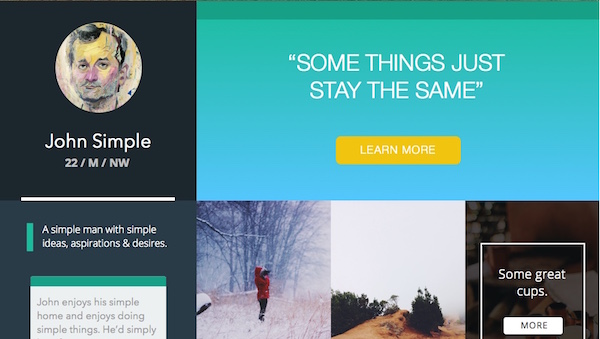 John Simple
22 / M / NW
A simple man with simple
ideas, aspirations & desires.
John enjoys his simple
home and enjoys doing
simple things. He'd simply
“SOME THINGS JUST
STAY THE SAME”
LEARN MORE
Some great
cups.
MORE